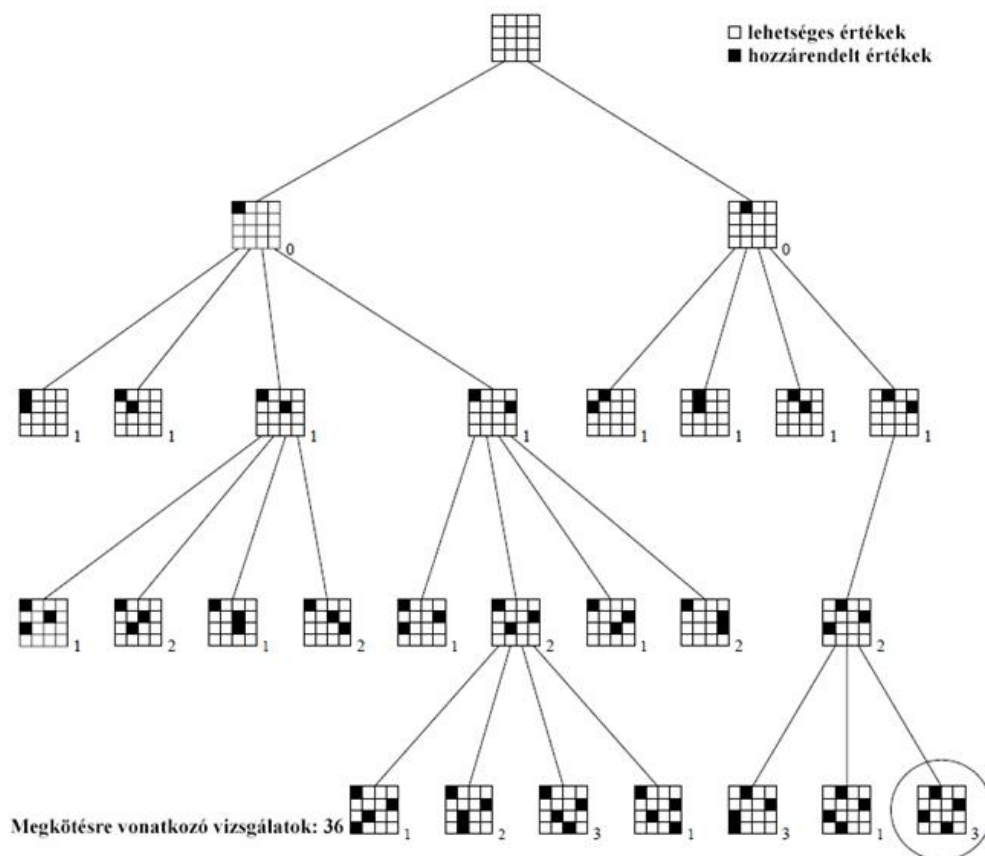 lehetséges értékek
hozzárendelt értékek
0 0
1 1 1 1 1 1 1 1
1 2 1 2 1 2 1 2 2
Megkötésre vonatkozó vizsgálatok: 36 1 2 3 1 3 1 3